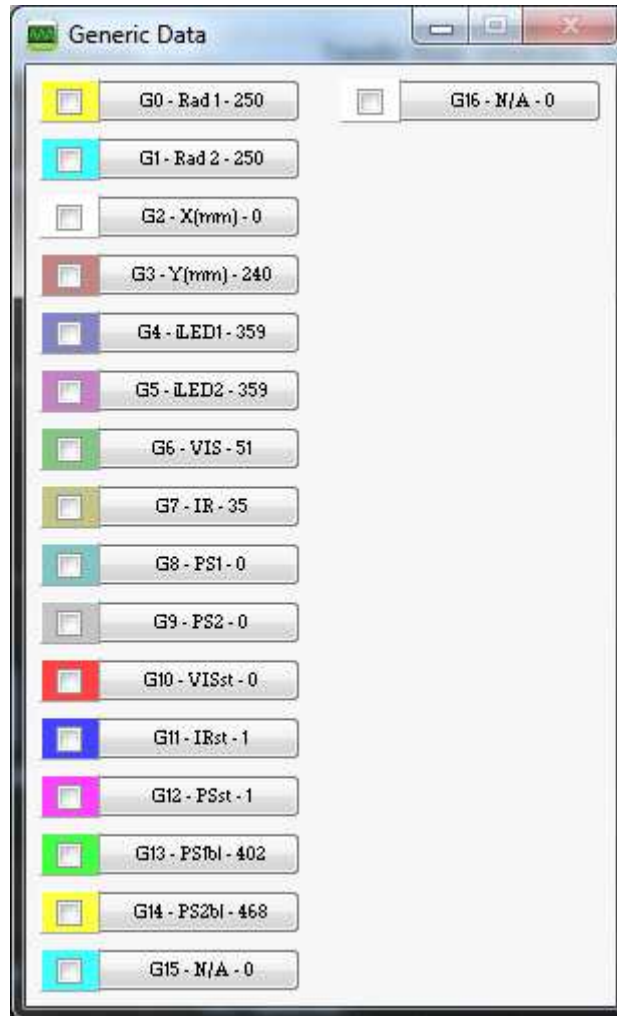 Generic Data
G0 - Rad 1 - 250
G1 - Rad 2 - 250
G2 - X(mm) - 0
G3 - Y(mm) - 240
G4 - iLED1 - 359
G5 - iLED2 - 359
G6 - VIS - 51
G7 - IR - 35
G8 - PS1 - 0
G9 - PS2 - 0
G10 - VISst - 0
G11 - IRst - 1
G12 - PSst - 1
G13 - PS1bl - 402
G14 - PS2bl - 468
G15 - N/A - 0
G16 - N/A - 0